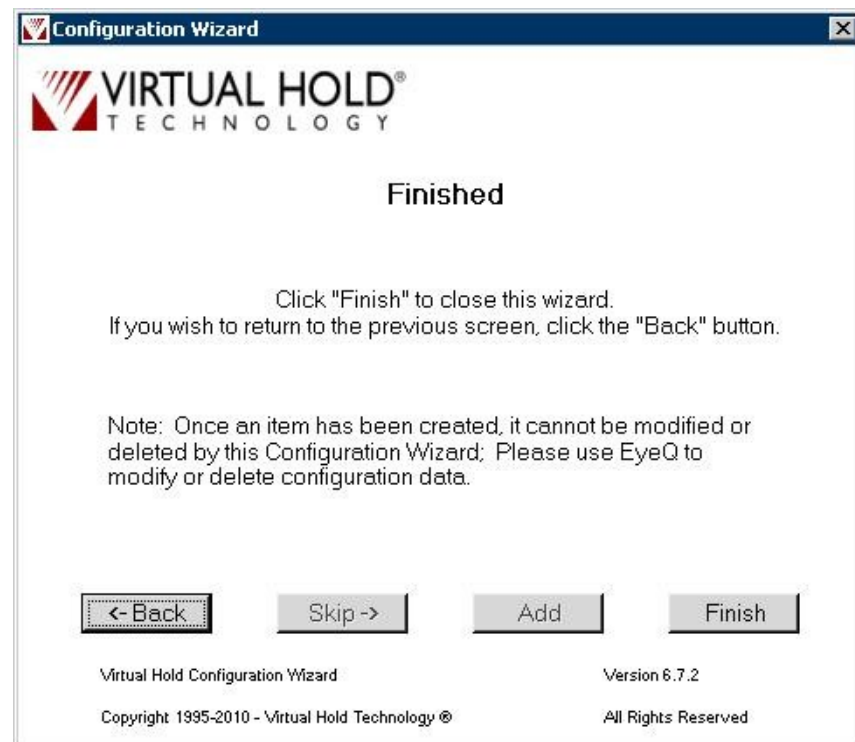 Configuration Wizard
VIRTUAL HOLD®
TECHNOLOGY
Finished
Click "Finish" to close this wizard.
If you wish to return to the previous screen, click the "Back" button.
Note: Once an item has been created, it cannot be modified or
deleted by this Configuration Wizard; Please use EyeQ to
modify or delete configuration data.
<- Back Skip -> Add Finish
Virtual Hold Configuration Wizard Version 6.7.2
Copyright 1995-2010 - Virtual Hold Technology ® All Rights Reserved